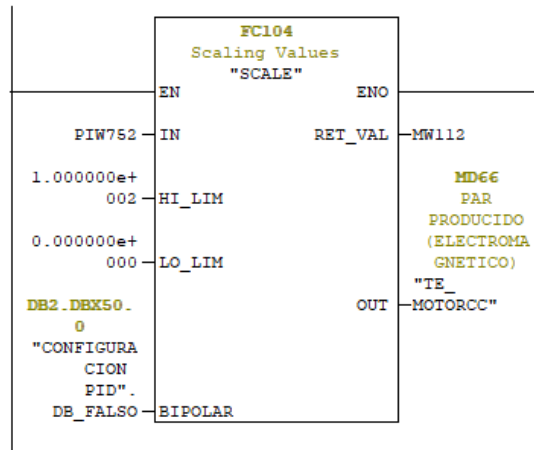 FC104
Scaling Values
"SCALE"
EN ENO
PIW752 IN RET_VAL MW112
1.000000e+
002 HI_LIM
MD66
PAR
PRODUCIDO
(ELECTROMA
GNETICO)
"TE_
OUT MOTORCC"
0.000000e+
000 LO_LIM
DB2.DBX50.
0
"CONFIGURA
CION
PID".
DB_FALSO BIPOLAR